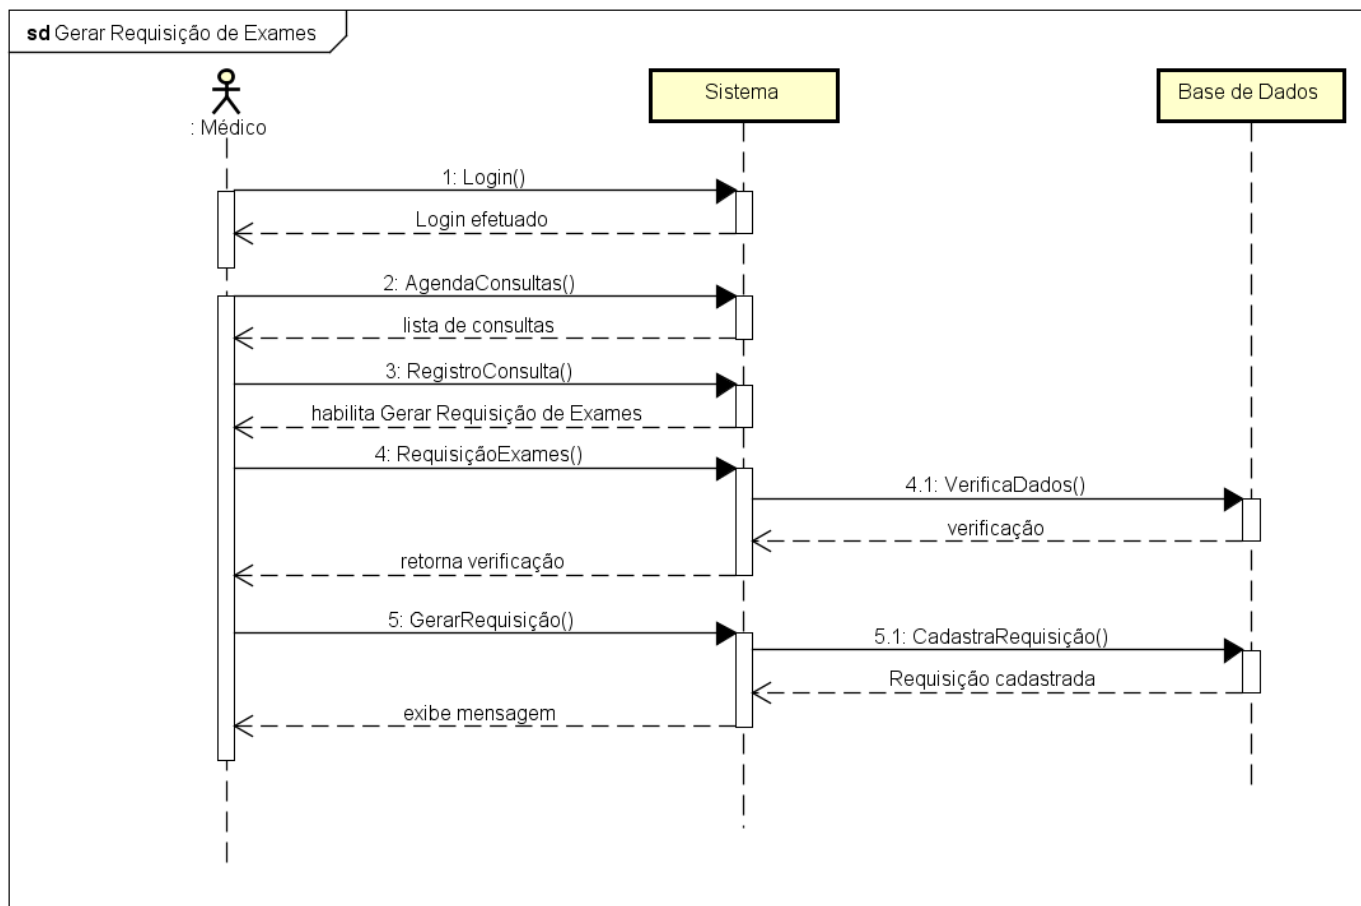 sd Gerar Requisição de Exames
: Médico
Sistema
Base de Dados
1: Login()
Login efetuado
2: AgendaConsultas()
lista de consultas
3: RegistroConsulta()
habilita Gerar Requisição de Exames
4: RequisiçãoExames()
4.1: VerificaDados()
verificação
retorna verificação
5: GerarRequisição()
5.1: CadastraRequisição()
Requisição cadastrada
exibe mensagem